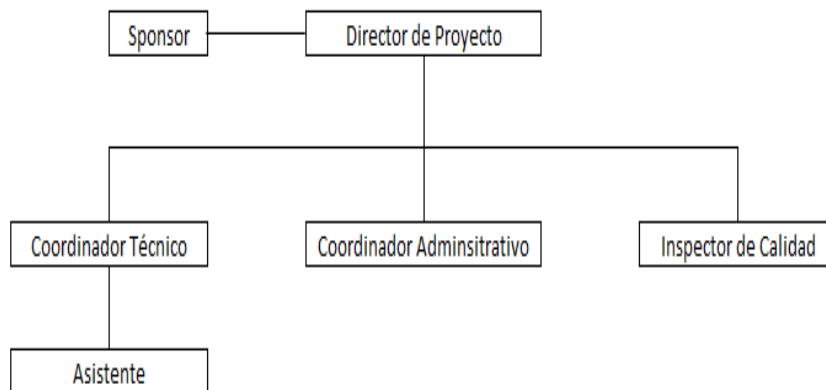 Sponsor
Director de Proyecto
Coordinador Técnico
Coordinador Adminsitrativo
Inspector de Calidad
Asistente